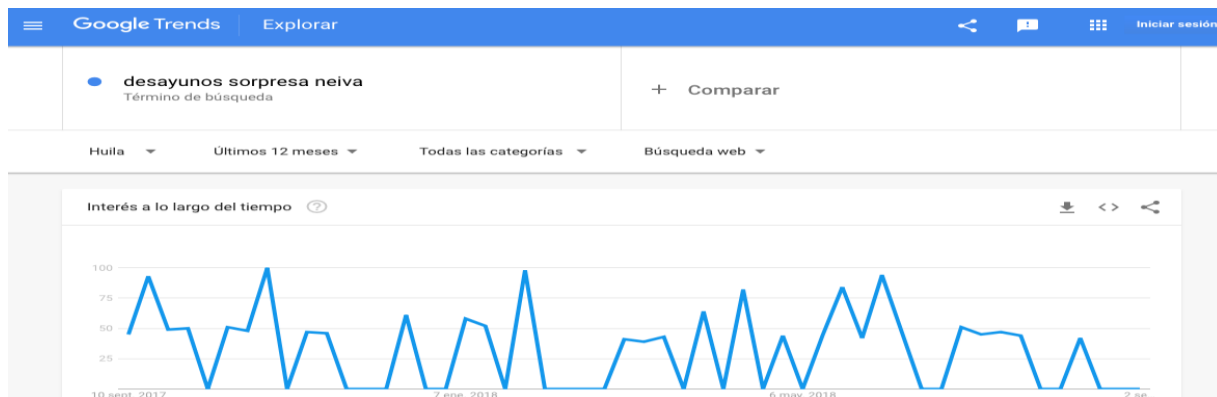 Google Trends Explorar Iniciar sesión
desayunos sorpresa neiva
Término de búsqueda
+ Comparar
Huila Últimos 12 meses Todas las categorías Búsqueda web
Interés a lo largo del tiempo ?
100
75
50
25
10 sept. 2017 7 ene. 2018 6 may. 2018 2 se...